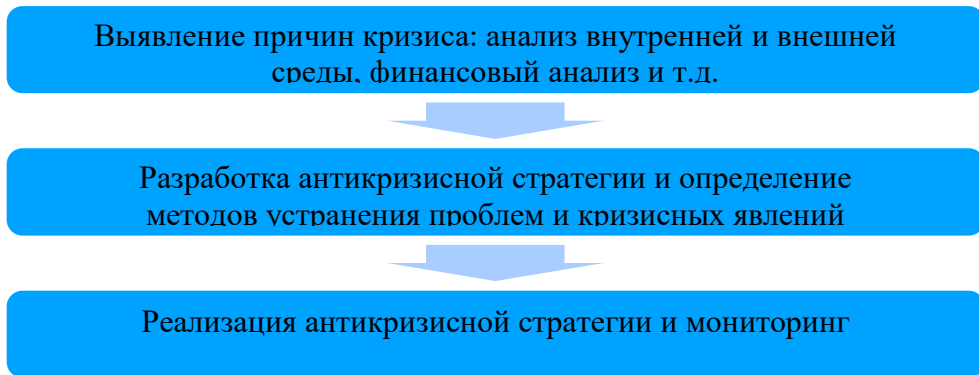 Выявление причин кризиса: анализ внутренней и внешней
среды, финансовый анализ и т.д.
Разработка антикризисной стратегии и определение
методов устранения проблем и кризисных явлений
Реализация антикризисной стратегии и мониторинг